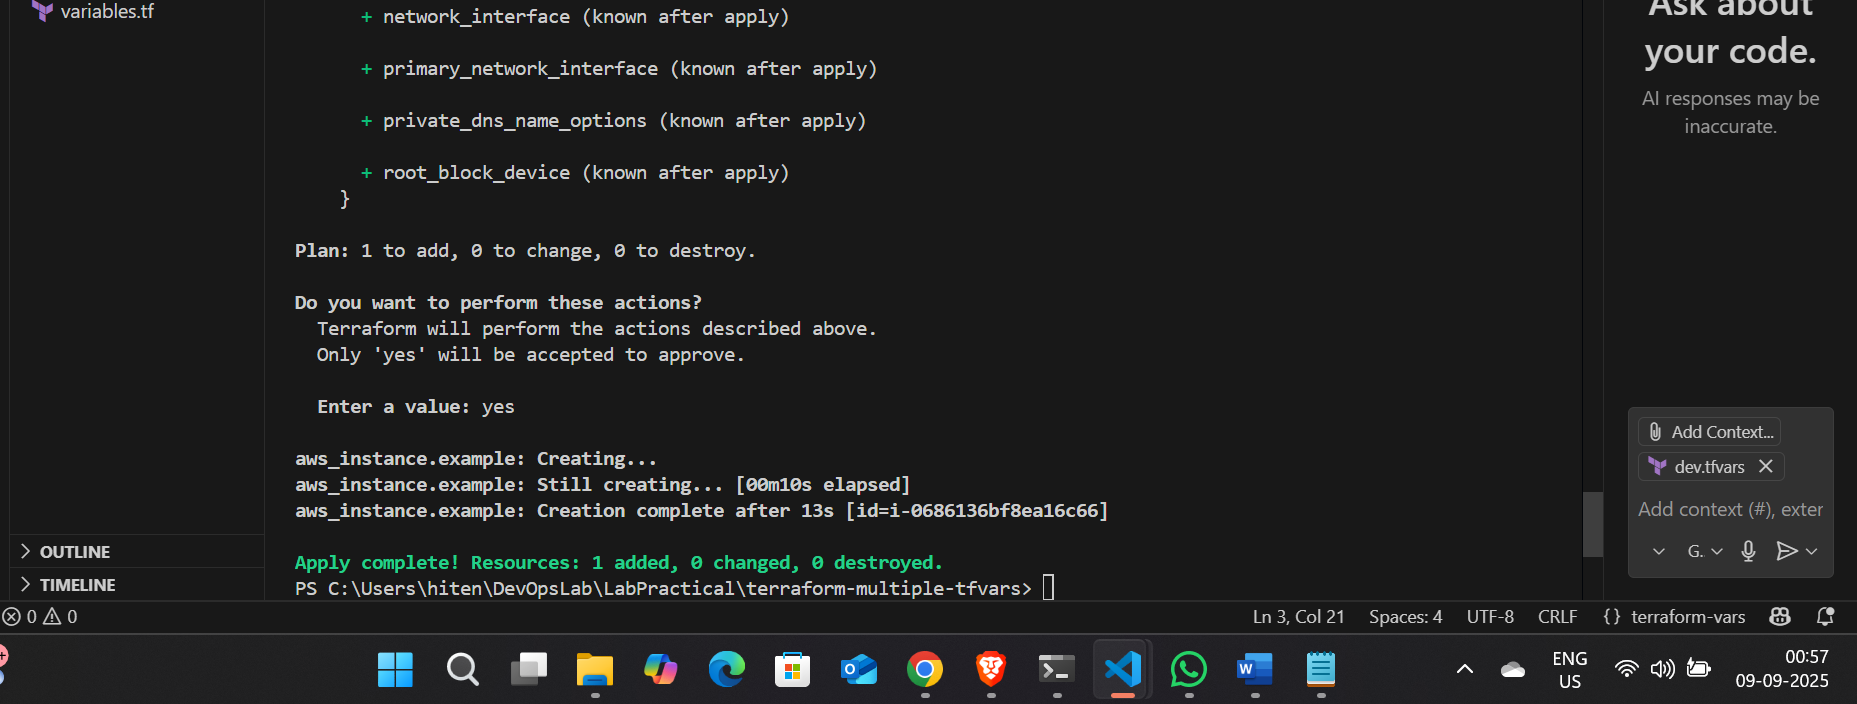 variables.tf
+ network_interface (known after apply)
+ primary_network_interface (known after apply)
+ private_dns_name_options (known after apply)
+ root_block_device (known after apply)
}
Plan: 1 to add, 0 to change, 0 to destroy.
Do you want to perform these actions?
Terraform will perform the actions described above.
Only 'yes' will be accepted to approve.
Enter a value: yes
aws_instance.example: Creating...
aws_instance.example: Still creating... [00m10s elapsed]
aws_instance.example: Creation complete after 13s [id=i-0686136bf8ea16c66]
Apply complete! Resources: 1 added, 0 changed, 0 destroyed.
PS C:\Users\hiten\DevOpsLab\LabPractical\terraform-multiple-tfvars>
OUTLINE
TIMELINE
Ask about
your code.
AI responses may be
inaccurate.
Add Context...
dev.tfvars
Add context (#), exter
G.
0 0
Ln 3, Col 21 Spaces: 4 UTF-8 CRLF {} terraform-vars
ENG
US
00:57
09-09-2025